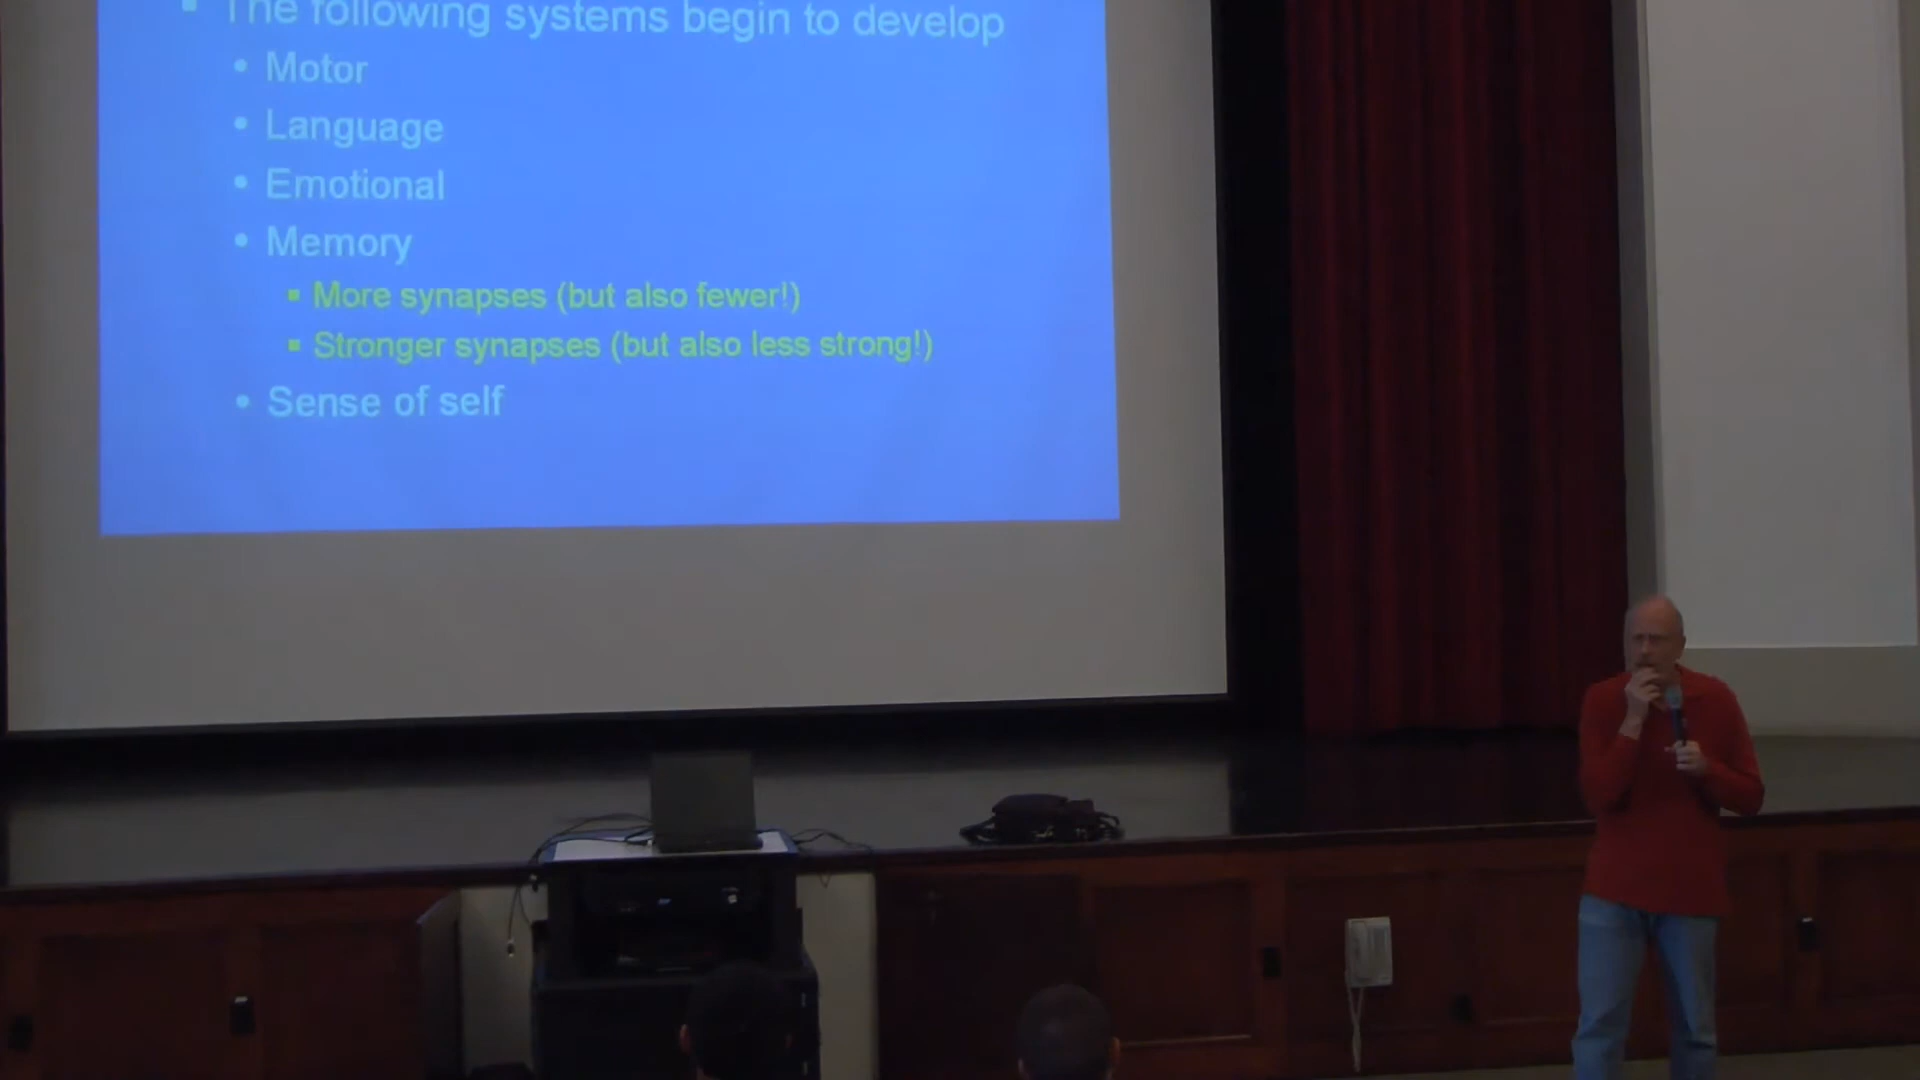 The following systems begin to develop
Motor
Language
Emotional
Memory
More synapses (but also fewer!)
Stronger synapses (but also less strong!)
Sense of self